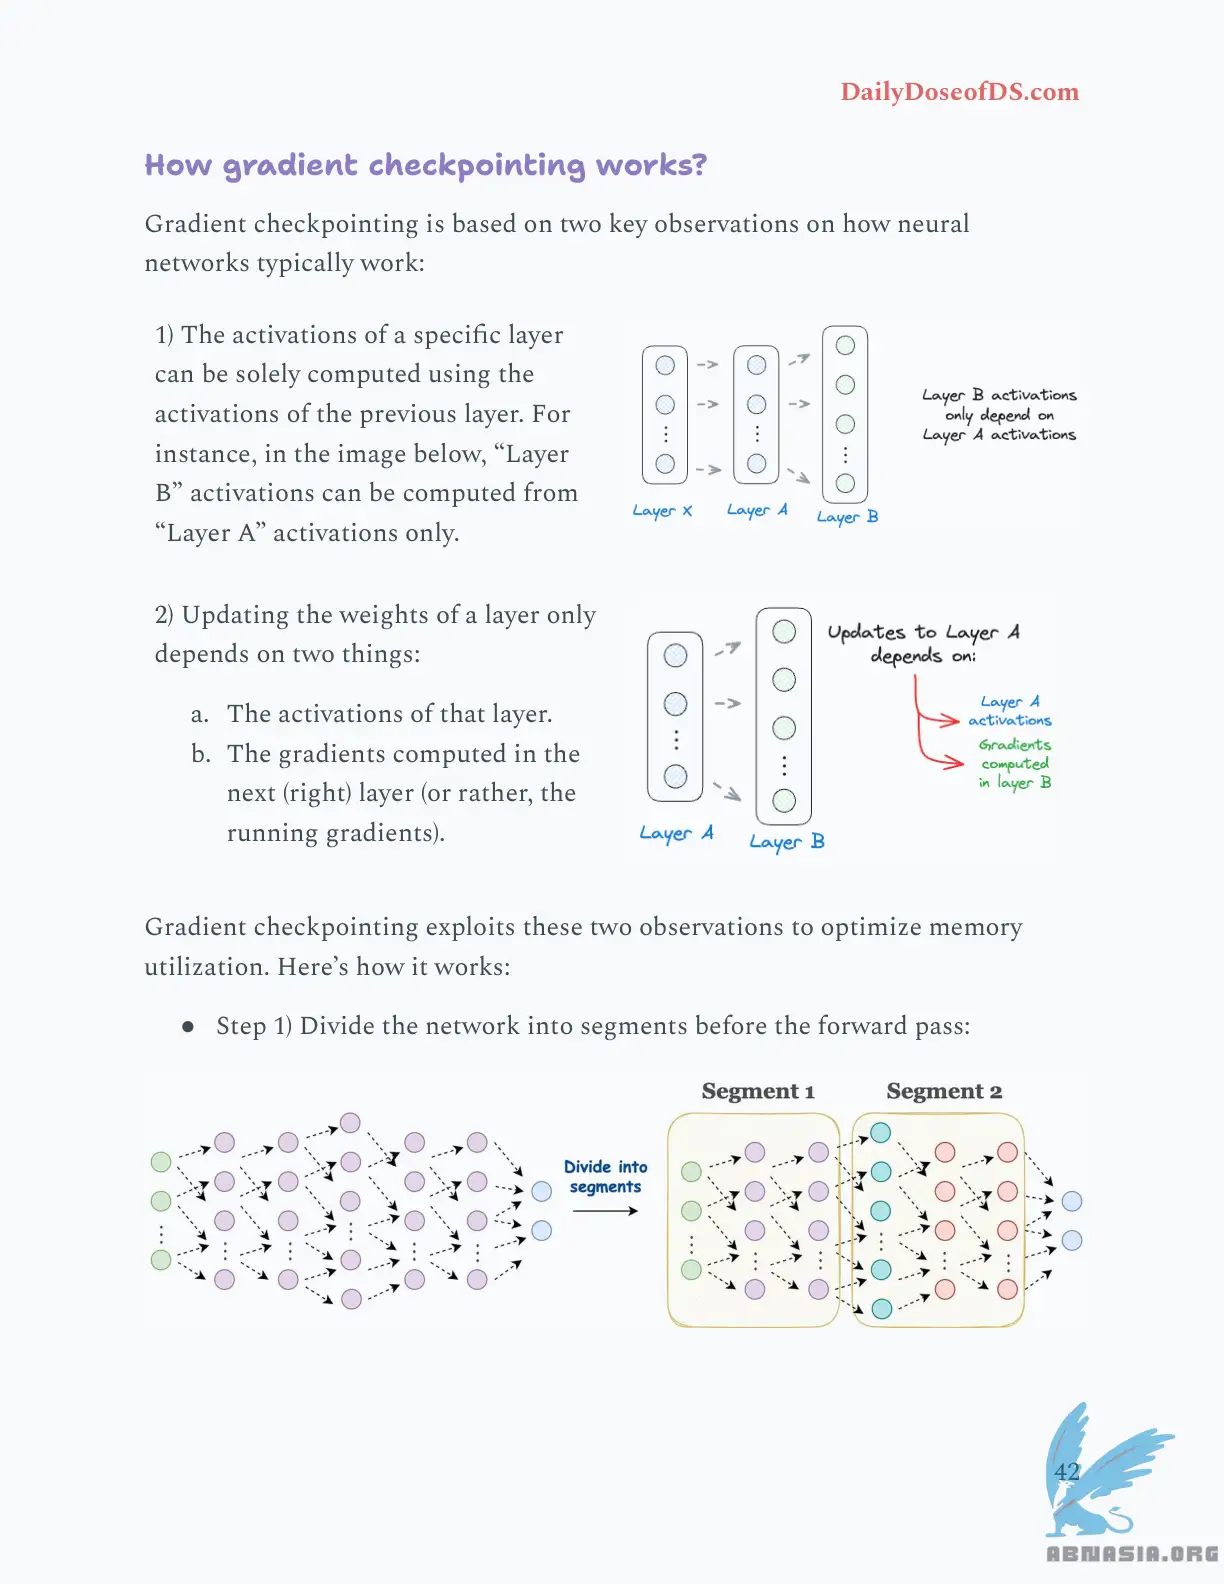 DailyDoseofDS.com
How gradient checkpointing works?
Gradient checkpointing is based on two key observations on how neural
networks typically work:
1) The activations of a specific layer
can be solely computed using the
activations of the previous layer. For
instance, in the image below, “Layer
B” activations can be computed from
“Layer A” activations only.
Layer X
Layer A
Layer B
Layer B activations
only depend on
Layer A activations
2) Updating the weights of a layer only
depends on two things:
a. The activations of that layer.
b. The gradients computed in the
next (right) layer (or rather, the
running gradients).
Layer A
Layer B
Updates to Layer A
depends on:
Layer A
activations
Gradients
computed
in layer B
Gradient checkpointing exploits these two observations to optimize memory
utilization. Here’s how it works:
● Step 1) Divide the network into segments before the forward pass:
Divide into
segments
Segment 1
Segment 2
42
ABNASIA.ORG